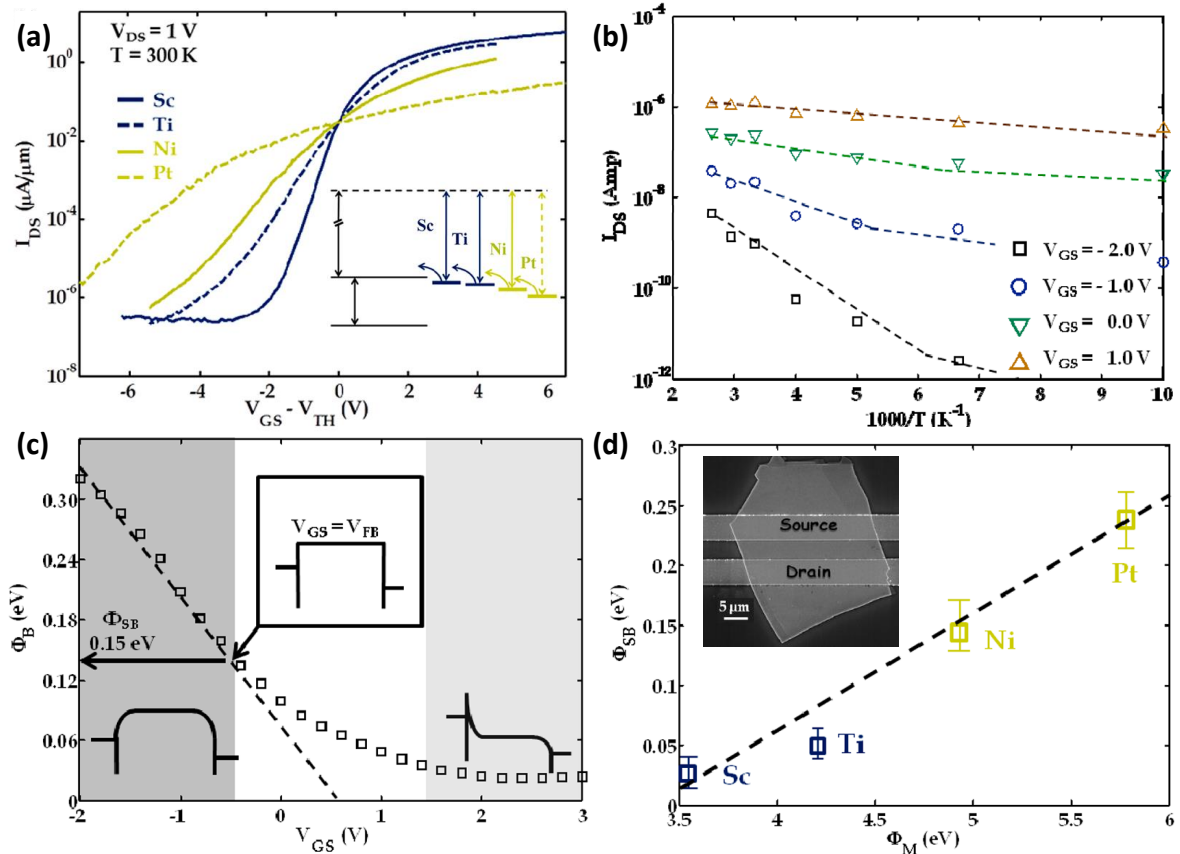 (a)
V_DS = 1 V
T = 300 K
Sc
Ti
Ni
Pt
10^0
10^-2
10^-4
10^-6
10^-8
I_DS (μA/μm)
Sc
Ti
Ni
Pt
-6 -4 -2 0 2 4 6
V_GS - V_TH (V)
(b)
10^-4
10^-6
10^-8
10^-10
10^-12
I_DS (Amp)
V_GS = - 2.0 V
V_GS = - 1.0 V
V_GS = 0.0 V
V_GS = 1.0 V
2 3 4 5 6 7 8 9 10
1000/T (K^-1)
(c)
0.30
0.24
0.18
0.12
0.06
0
Φ_B (eV)
V_GS = V_FB
Φ_SB
0.15 eV
-2 -1 0 1 2 3
V_GS (V)
(d)
0.3
0.25
0.2
0.15
0.1
0.05
0
Φ_SB (eV)
Source
Drain
5 μm
Pt
Ni
Ti
Sc
3.5 4 4.5 5 5.5 6
Φ_M (eV)